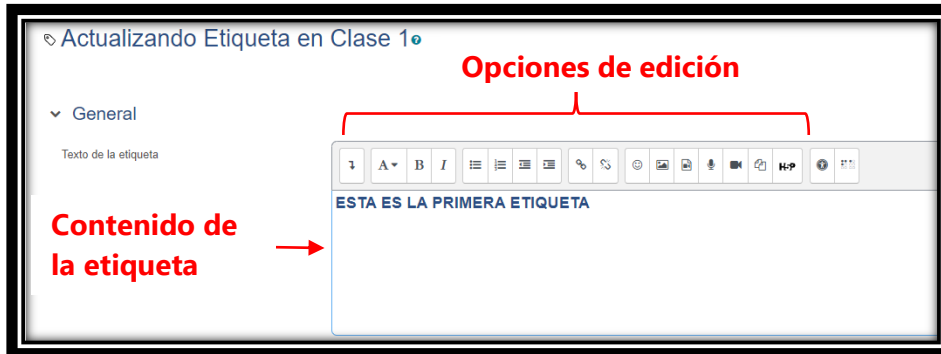 Actualizando Etiqueta en Clase 1
Opciones de edición
General
Texto de la etiqueta
A B I H-P
ESTA ES LA PRIMERA ETIQUETA
Contenido de
la etiqueta